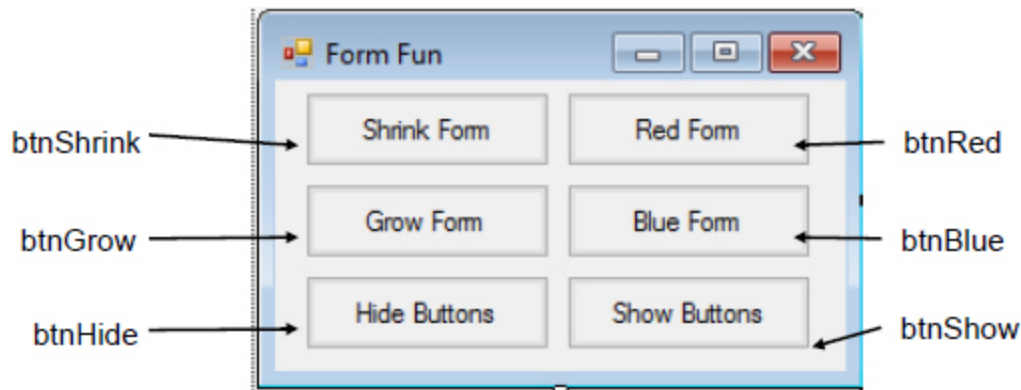 Form Fun
btnShrink
Shrink Form
Red Form
btnRed
btnGrow
Grow Form
Blue Form
btnBlue
btnHide
Hide Buttons
Show Buttons
btnShow